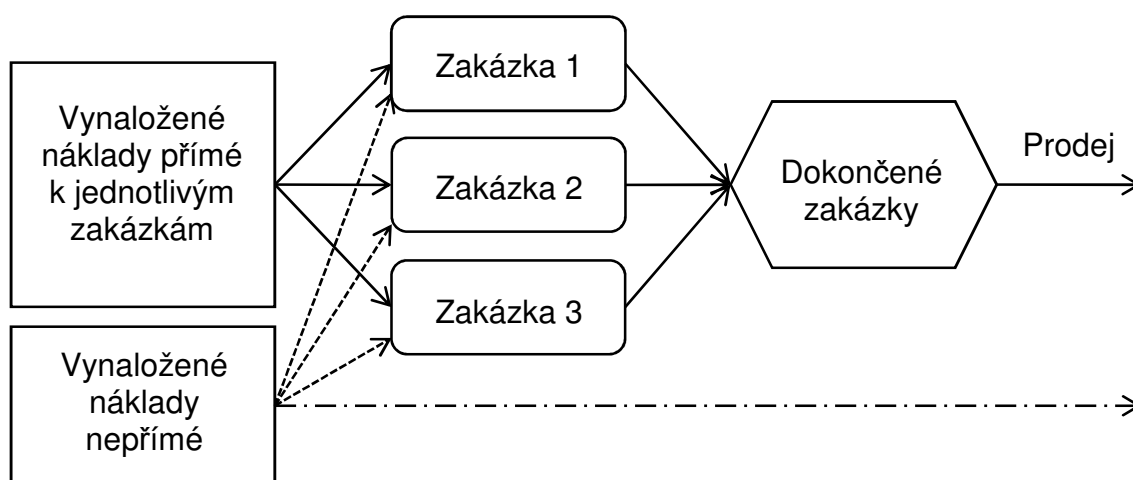 Vynaložené
náklady přímé
k jednotlivým
zakázkám
Zakázka 1
Zakázka 2
Zakázka 3
Dokončené
zakázky
Prodej
Vynaložené
náklady
nepřímé